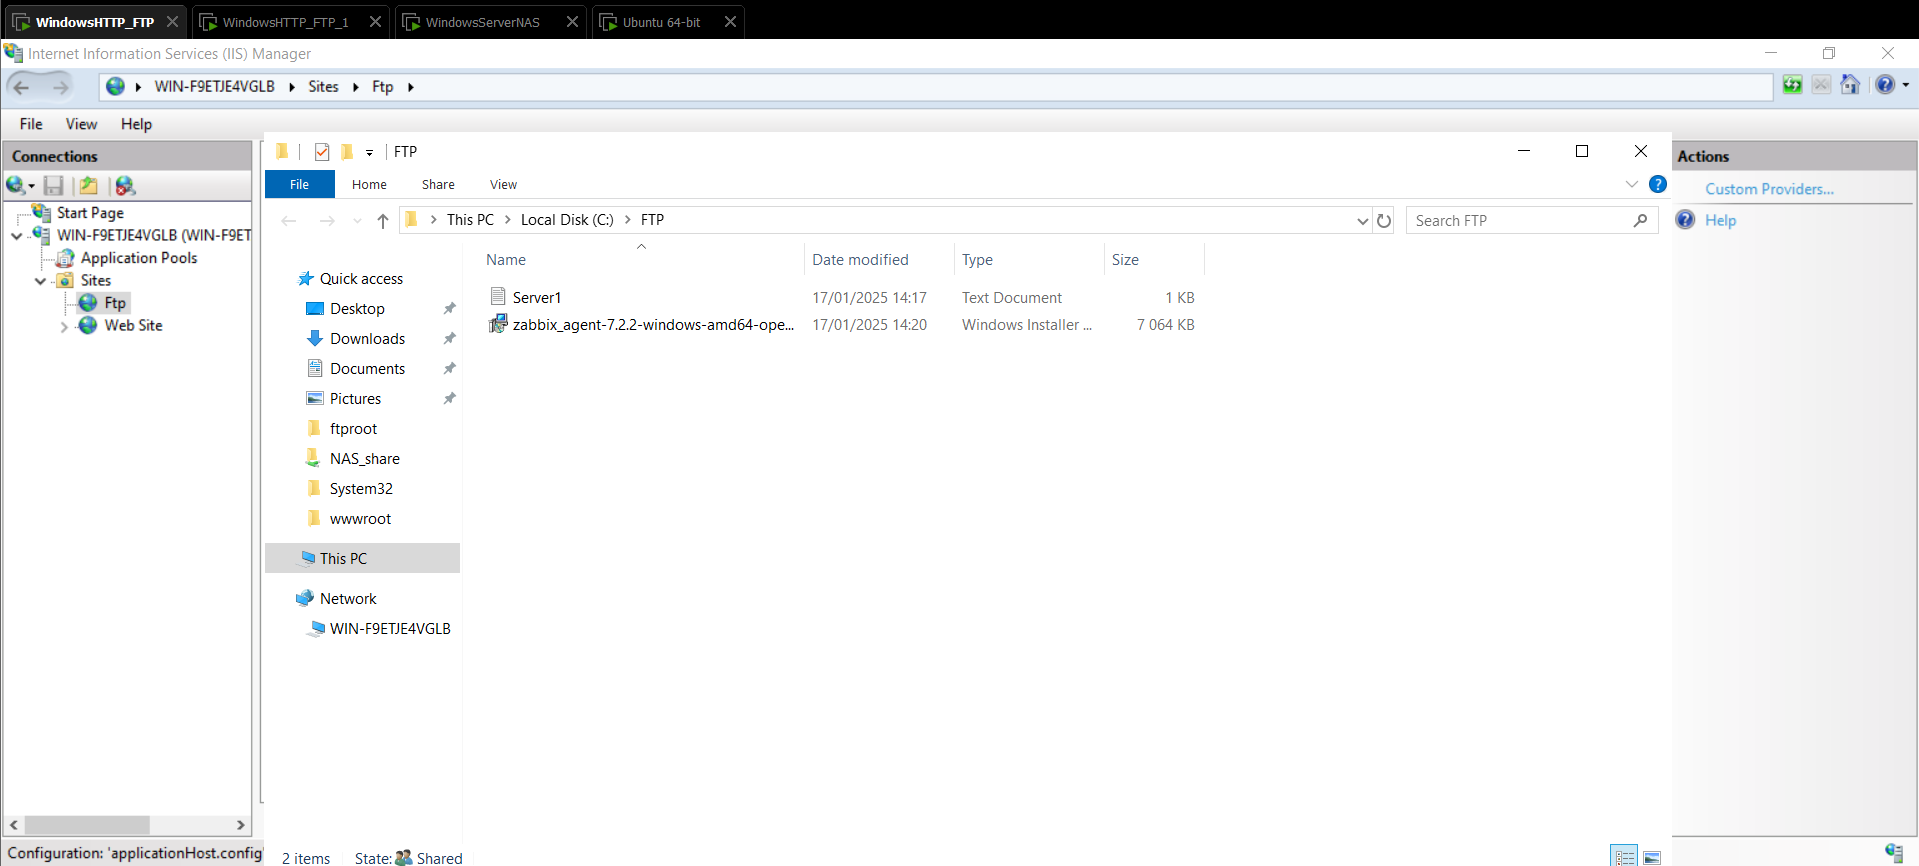 WindowsHTTP_FTP
WindowsHTTP_FTP_1
WindowsServerNAS
Ubuntu 64-bit
Internet Information Services (IIS) Manager
WIN-F9ETJE4VGLB
Sites
Ftp
File
View
Help
Connections
Start Page
WIN-F9ETJE4VGLB (WIN-F9ET
Application Pools
Sites
Ftp
Web Site
Configuration: 'applicationHost.config'
FTP
File
Home
Share
View
This PC
Local Disk (C:)
FTP
Search FTP
Quick access
Desktop
Downloads
Documents
Pictures
ftproot
NAS_share
System32
wwwroot
This PC
Network
WIN-F9ETJE4VGLB
Name
Date modified
Type
Size
Server1
17/01/2025 14:17
Text Document
1 KB
zabbix_agent-7.2.2-windows-amd64-ope...
17/01/2025 14:20
Windows Installer ...
7 064 KB
2 items
State:
Shared
Actions
Custom Providers...
Help